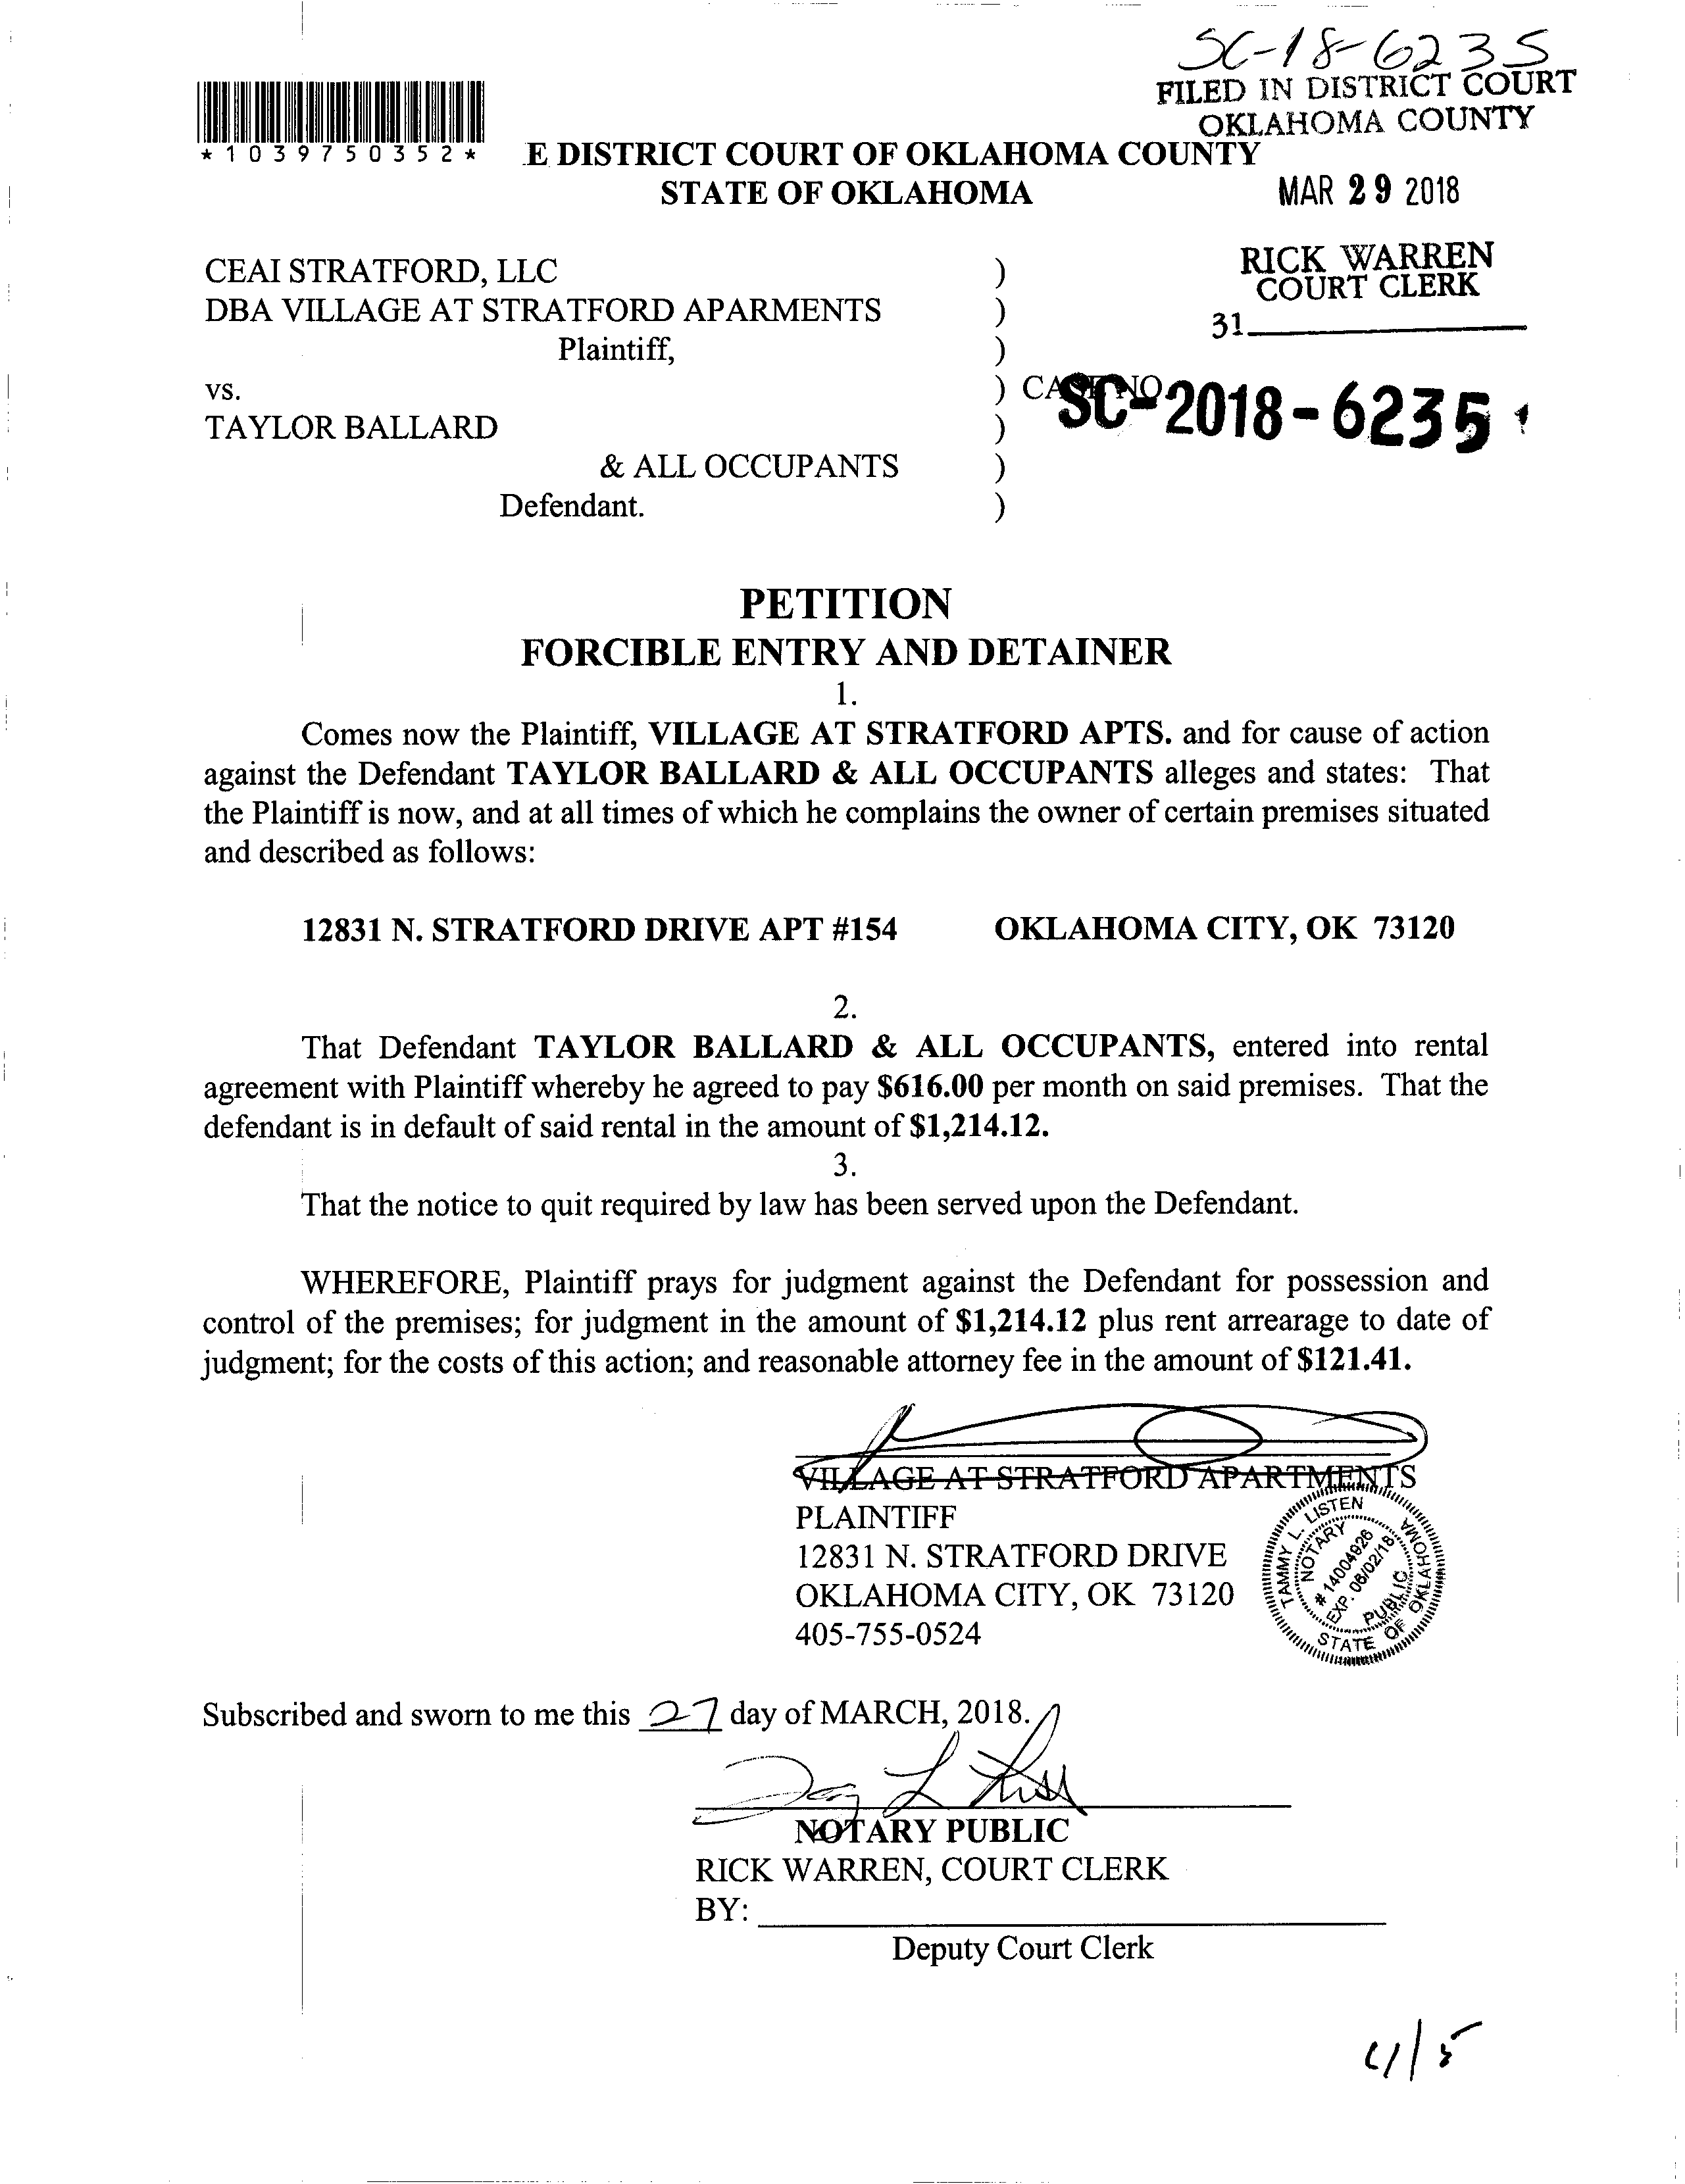 SC-18-6235
FILED IN DISTRICT COURT
OKLAHOMA COUNTY
*1039750352*
E DISTRICT COURT OF OKLAHOMA COUNTY
STATE OF OKLAHOMA
MAR 29 2018
RICK WARREN
COURT CLERK
31
CEAI STRATFORD, LLC )
DBA VILLAGE AT STRATFORD APARMENTS )
Plaintiff, )
vs. ) CASE NO
SC-2018-6235
TAYLOR BALLARD )
& ALL OCCUPANTS )
Defendant. )
PETITION
FORCIBLE ENTRY AND DETAINER
1.
Comes now the Plaintiff, VILLAGE AT STRATFORD APTS. and for cause of action
against the Defendant TAYLOR BALLARD & ALL OCCUPANTS alleges and states: That
the Plaintiff is now, and at all times of which he complains the owner of certain premises situated
and described as follows:
12831 N. STRATFORD DRIVE APT #154 OKLAHOMA CITY, OK 73120
2.
That Defendant TAYLOR BALLARD & ALL OCCUPANTS, entered into rental
agreement with Plaintiff whereby he agreed to pay $616.00 per month on said premises. That the
defendant is in default of said rental in the amount of $1,214.12.
3.
That the notice to quit required by law has been served upon the Defendant.
WHEREFORE, Plaintiff prays for judgment against the Defendant for possession and
control of the premises; for judgment in the amount of $1,214.12 plus rent arrearage to date of
judgment; for the costs of this action; and reasonable attorney fee in the amount of $121.41.
VILLAGE AT STRATFORD APARTMENTS
PLAINTIFF
12831 N. STRATFORD DRIVE
OKLAHOMA CITY, OK 73120
405-755-0524
TAMMY L. LISTEN
NOTARY
# 14004926
EXP. 06/02/18
PUBLIC
STATE OF OKLAHOMA
Subscribed and sworn to me this 27 day of MARCH, 2018.
NOTARY PUBLIC
RICK WARREN, COURT CLERK
BY:
Deputy Court Clerk
4/5